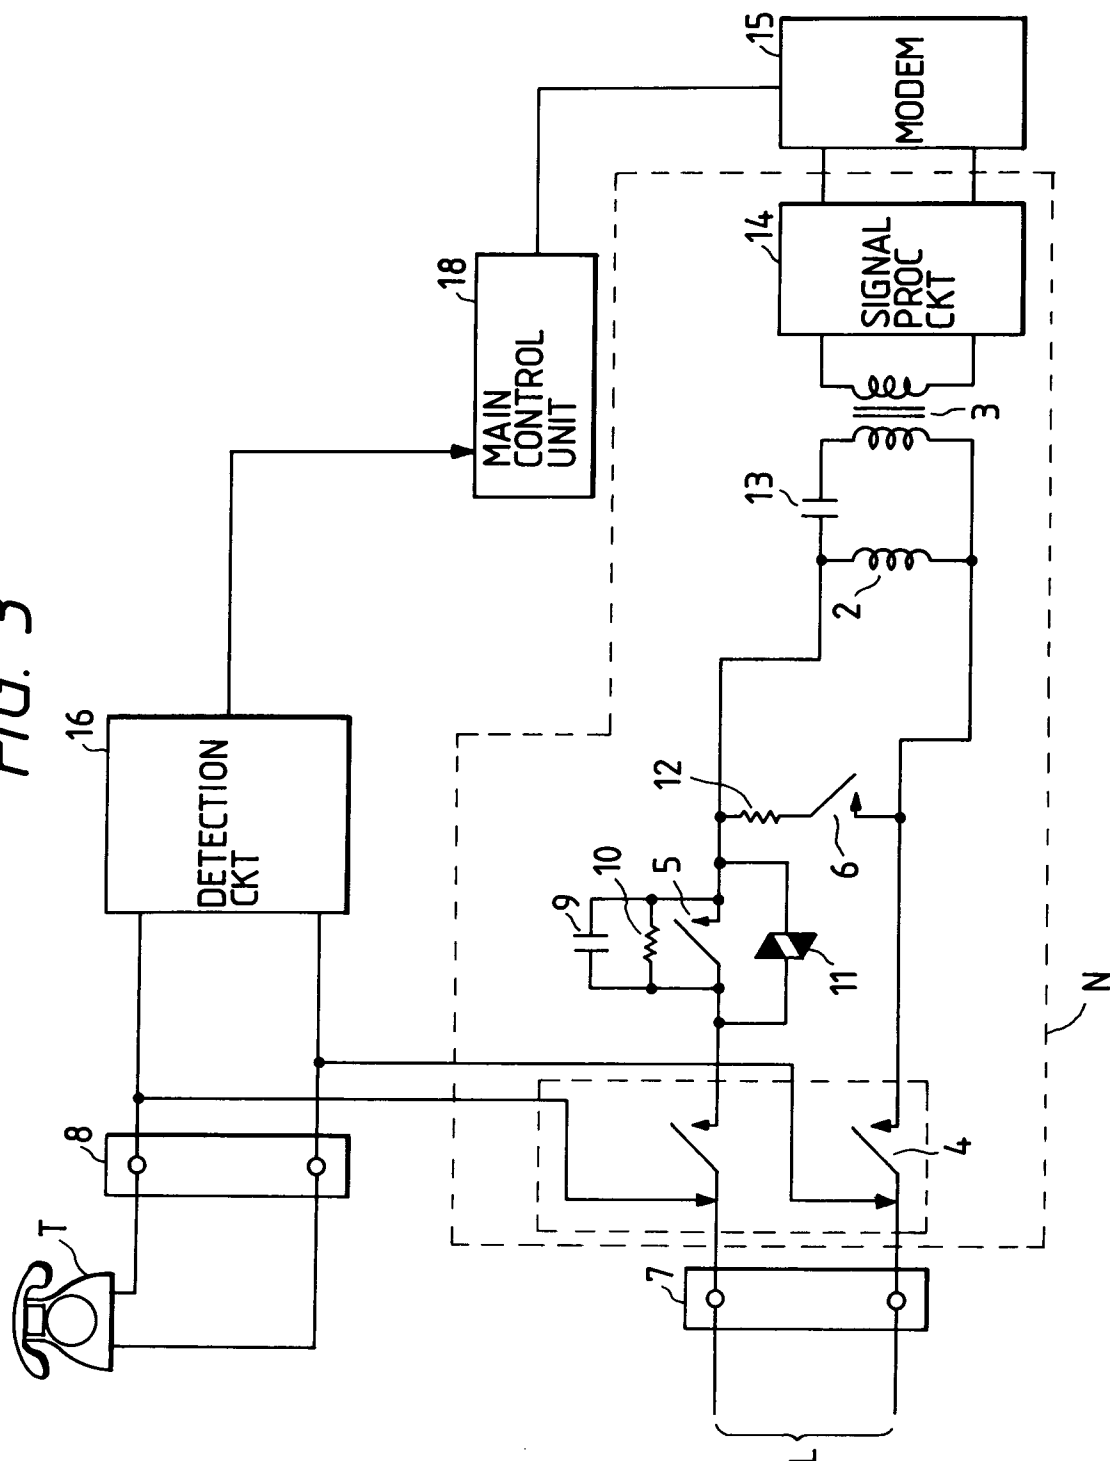 FIG. 3
T
8
16
DETECTION
CKT
18
MAIN
CONTROL
UNIT
15
MODEM
14
SIGNAL
PROC
CKT
3
13
2
12
6
9
10
5
11
4
7
L
N